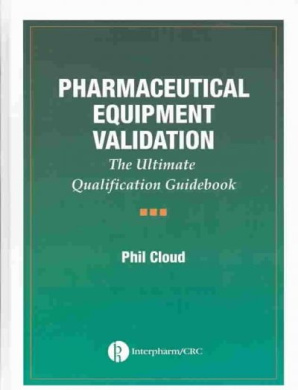 PHARMACEUTICAL
EQUIPMENT
VALIDATION
The Ultimate
Qualification Guidebook
Phil Cloud
Interpharm/CRC